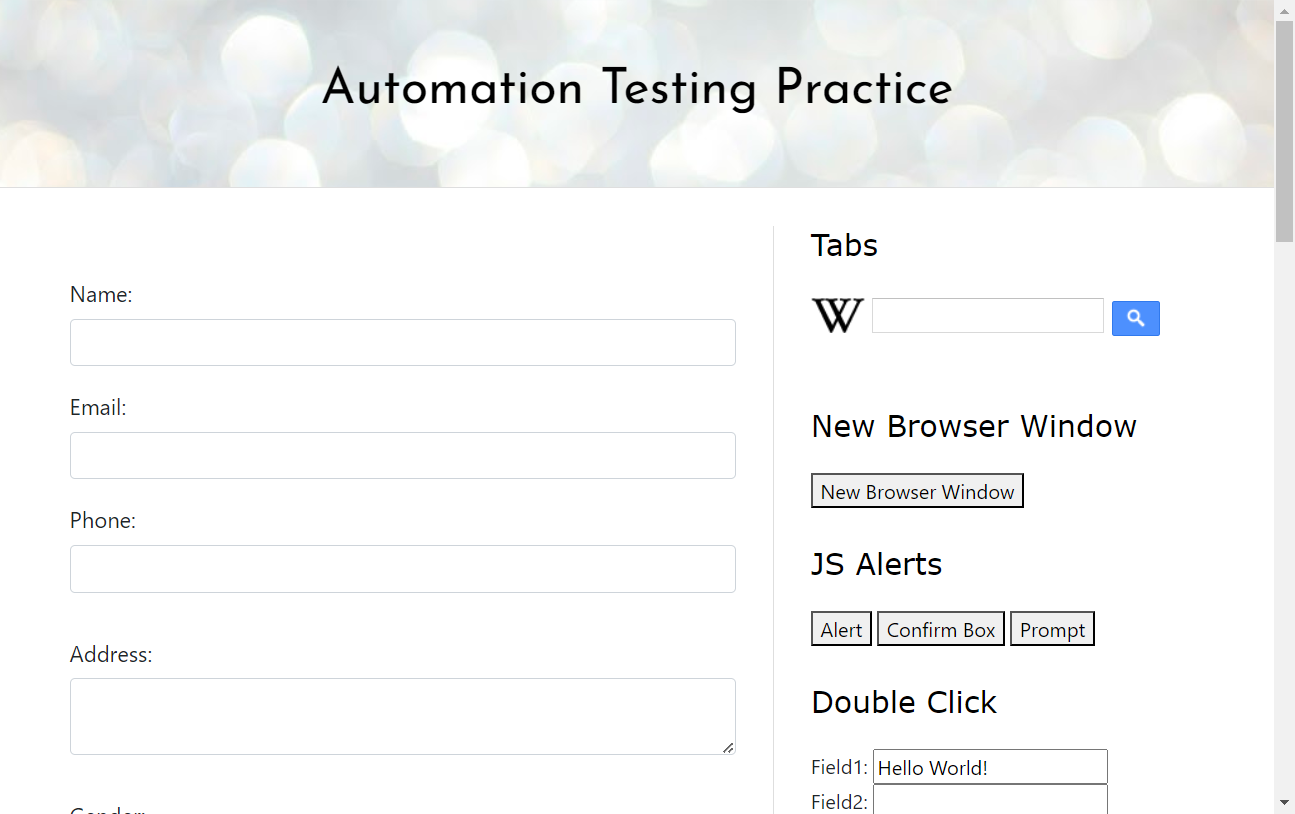 Automation Testing Practice
Name:
Email:
Phone:
Address:
Tabs
W
New Browser Window
New Browser Window
JS Alerts
Alert Confirm Box Prompt
Double Click
Field1: Hello World!
Field2: